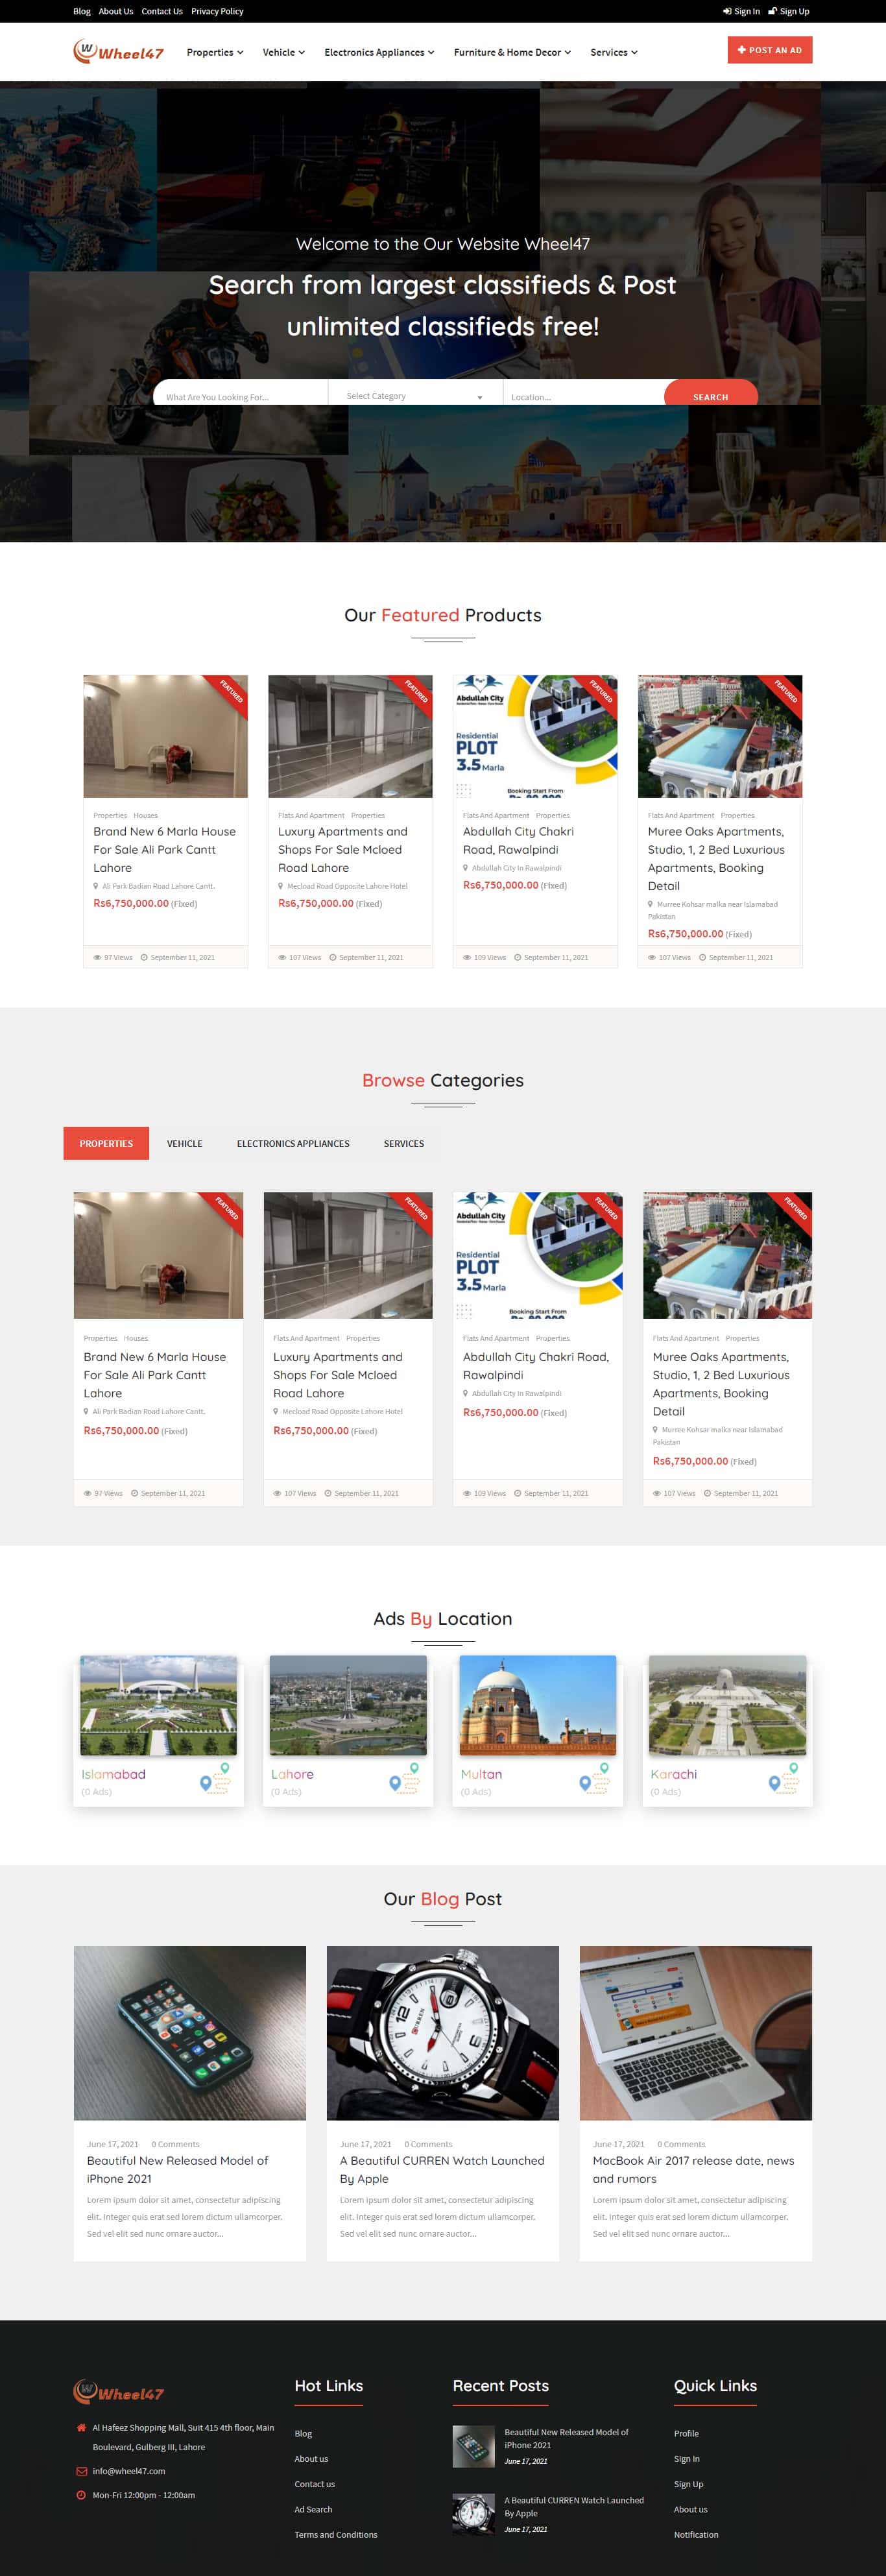 Blog About Us Contact Us Privacy Policy Sign In Sign Up
Wheel47 Properties Vehicle Electronics Appliances Furniture & Home Decor Services POST AN AD
Welcome to the Our Website Wheel47
Search from largest classifieds & Post
unlimited classifieds free!
What Are You Looking For... Select Category Location... SEARCH
Our Featured Products
FEATURED
FEATURED
Abdullah City
Residential
PLOT
3.5 Marla
Booking Start From
FEATURED
FEATURED
Properties Houses
Brand New 6 Marla House
For Sale Ali Park Cantt
Lahore
Ali Park Badian Road Lahore Cantt.
Rs6,750,000.00 (Fixed)
97 Views September 11, 2021
Flats And Apartment Properties
Luxury Apartments and
Shops For Sale Mcloed
Road Lahore
Mecload Road Opposite Lahore Hotel
Rs6,750,000.00 (Fixed)
107 Views September 11, 2021
Flats And Apartment Properties
Abdullah City Chakri
Road, Rawalpindi
Abdullah City In Rawalpindi
Rs6,750,000.00 (Fixed)
109 Views September 11, 2021
Flats And Apartment Properties
Muree Oaks Apartments,
Studio, 1, 2 Bed Luxurious
Apartments, Booking
Detail
Murree Kohsar malka near Islamabad
Pakistan
Rs6,750,000.00 (Fixed)
107 Views September 11, 2021
Browse Categories
PROPERTIES VEHICLE ELECTRONICS APPLIANCES SERVICES
FEATURED
FEATURED
Abdullah City
Residential
PLOT
3.5 Marla
Booking Start From
FEATURED
FEATURED
Properties Houses
Brand New 6 Marla House
For Sale Ali Park Cantt
Lahore
Ali Park Badian Road Lahore Cantt.
Rs6,750,000.00 (Fixed)
97 Views September 11, 2021
Flats And Apartment Properties
Luxury Apartments and
Shops For Sale Mcloed
Road Lahore
Mecload Road Opposite Lahore Hotel
Rs6,750,000.00 (Fixed)
107 Views September 11, 2021
Flats And Apartment Properties
Abdullah City Chakri Road,
Rawalpindi
Abdullah City In Rawalpindi
Rs6,750,000.00 (Fixed)
109 Views September 11, 2021
Flats And Apartment Properties
Muree Oaks Apartments,
Studio, 1, 2 Bed Luxurious
Apartments, Booking
Detail
Murree Kohsar malka near Islamabad
Pakistan
Rs6,750,000.00 (Fixed)
107 Views September 11, 2021
Ads By Location
Islamabad
(0 Ads)
Lahore
(0 Ads)
Multan
(0 Ads)
Karachi
(0 Ads)
Our Blog Post
CURREN
June 17, 2021 0 Comments
Beautiful New Released Model of
iPhone 2021
Lorem ipsum dolor sit amet, consectetur adipiscing
elit. Integer quis erat sed lorem dictum ullamcorper.
Sed vel elit sed nunc ornare auctor...
June 17, 2021 0 Comments
A Beautiful CURREN Watch Launched
By Apple
Lorem ipsum dolor sit amet, consectetur adipiscing
elit. Integer quis erat sed lorem dictum ullamcorper.
Sed vel elit sed nunc ornare auctor...
June 17, 2021 0 Comments
MacBook Air 2017 release date, news
and rumors
Lorem ipsum dolor sit amet, consectetur adipiscing
elit. Integer quis erat sed lorem dictum ullamcorper.
Sed vel elit sed nunc ornare auctor...
Wheel47
Al Hafeez Shopping Mall, Suit 415 4th floor, Main
Boulevard, Gulberg III, Lahore
info@wheel47.com
Mon-Fri 12:00pm - 12:00am
Hot Links
Blog
About us
Contact us
Ad Search
Terms and Conditions
Recent Posts
Beautiful New Released Model of
iPhone 2021
June 17, 2021
A Beautiful CURREN Watch Launched
By Apple
June 17, 2021
Quick Links
Profile
Sign In
Sign Up
About us
Notification